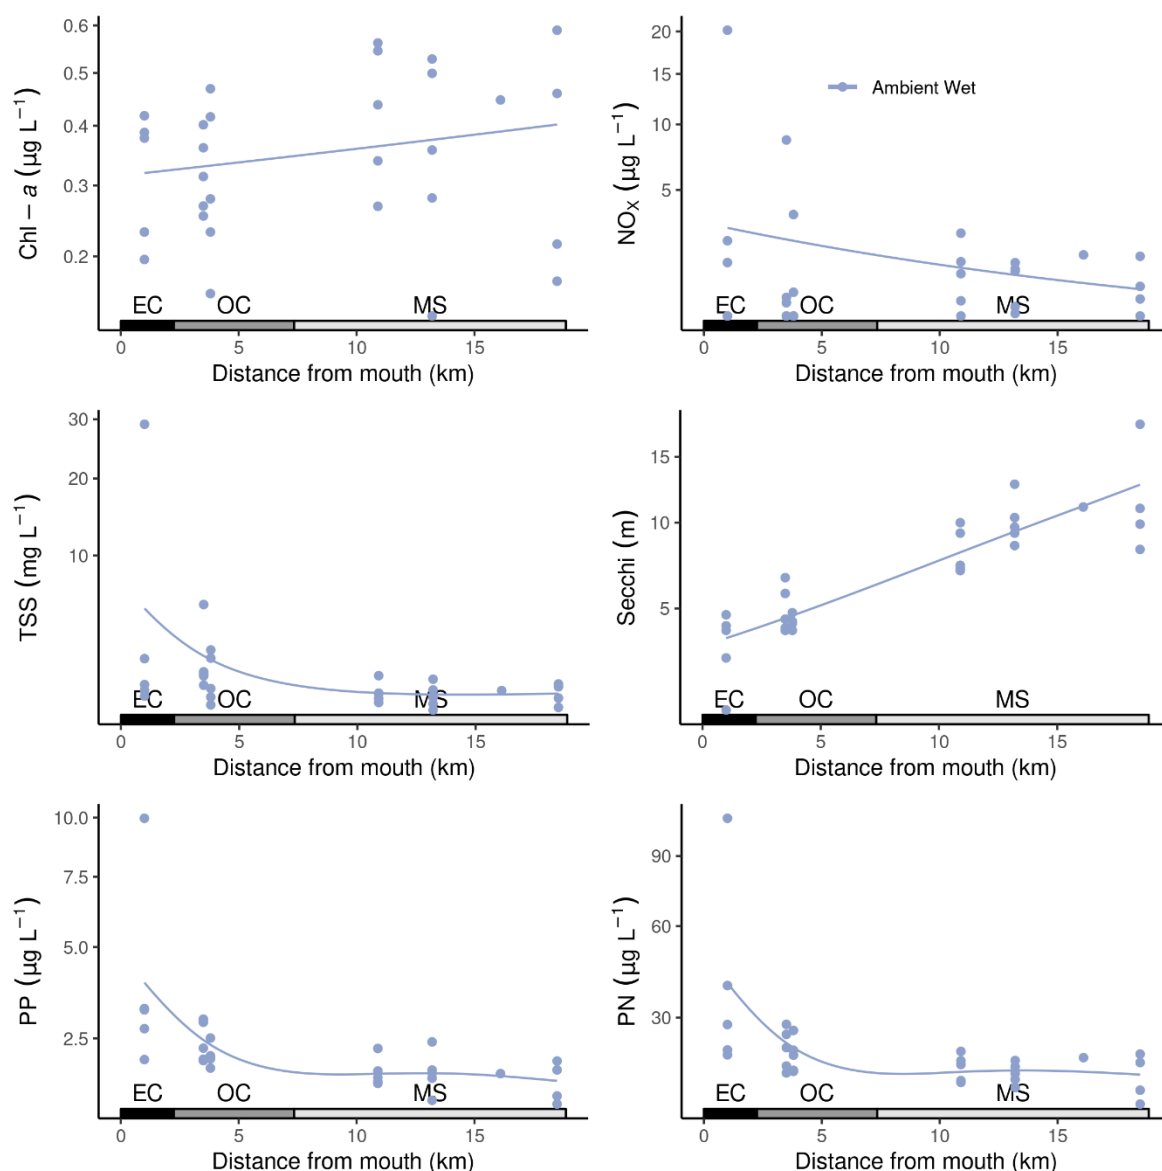 Chl − a (µg L⁻¹)
0.6
0.5
0.4
0.3
0.2
EC OC MS
0 5 10 15
Distance from mouth (km)
NOₓ (µg L⁻¹)
20
15
10
5
Ambient Wet
EC OC MS
0 5 10 15
Distance from mouth (km)
TSS (mg L⁻¹)
30
20
10
EC OC MS
0 5 10 15
Distance from mouth (km)
Secchi (m)
15
10
5
EC OC MS
0 5 10 15
Distance from mouth (km)
PP (µg L⁻¹)
10.0
7.5
5.0
2.5
EC OC MS
0 5 10 15
Distance from mouth (km)
PN (µg L⁻¹)
90
60
30
EC OC MS
0 5 10 15
Distance from mouth (km)